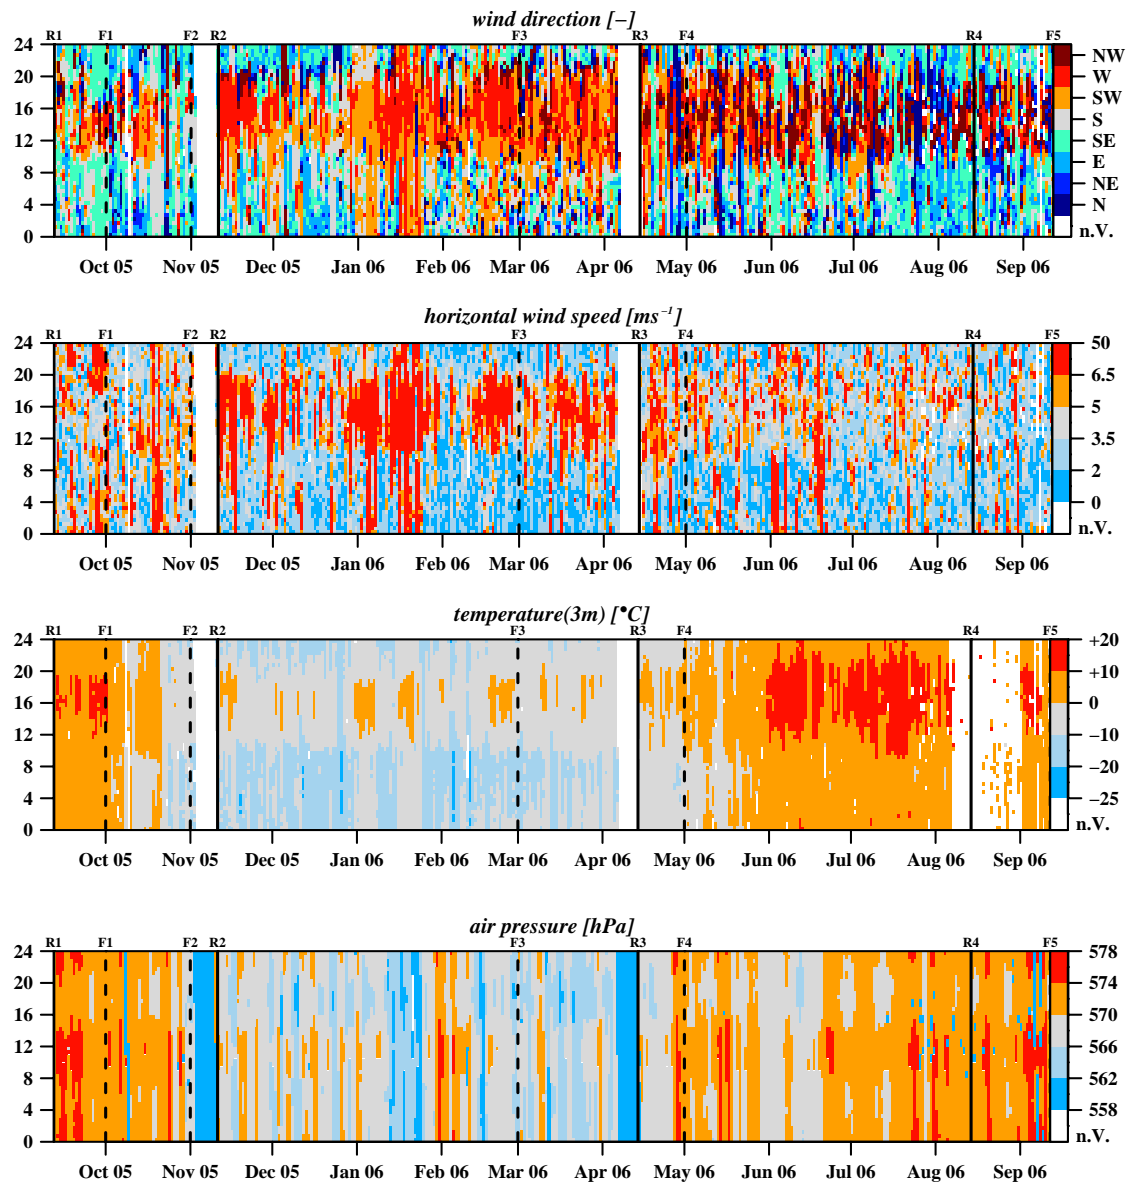 wind direction [−]
R1 F1 F2 R2 F3 R3 F4 R4 F5
24 NW
20 W
SW
16 S
12 SE
8 E
NE
4 N
0 n.V.
Oct 05 Nov 05 Dec 05 Jan 06 Feb 06 Mar 06 Apr 06 May 06 Jun 06 Jul 06 Aug 06 Sep 06
horizontal wind speed [ms⁻¹]
R1 F1 F2 R2 F3 R3 F4 R4 F5
24 50
20 6.5
16 5
12 3.5
8 2
4 0
0 n.V.
Oct 05 Nov 05 Dec 05 Jan 06 Feb 06 Mar 06 Apr 06 May 06 Jun 06 Jul 06 Aug 06 Sep 06
temperature(3m) [•C]
R1 F1 F2 R2 F3 R3 F4 R4 F5
24 +20
20 +10
16 0
12 −10
8 −20
4 −25
0 n.V.
Oct 05 Nov 05 Dec 05 Jan 06 Feb 06 Mar 06 Apr 06 May 06 Jun 06 Jul 06 Aug 06 Sep 06
air pressure [hPa]
R1 F1 F2 R2 F3 R3 F4 R4 F5
24 578
20 574
16 570
12 566
8 562
4 558
0 n.V.
Oct 05 Nov 05 Dec 05 Jan 06 Feb 06 Mar 06 Apr 06 May 06 Jun 06 Jul 06 Aug 06 Sep 06